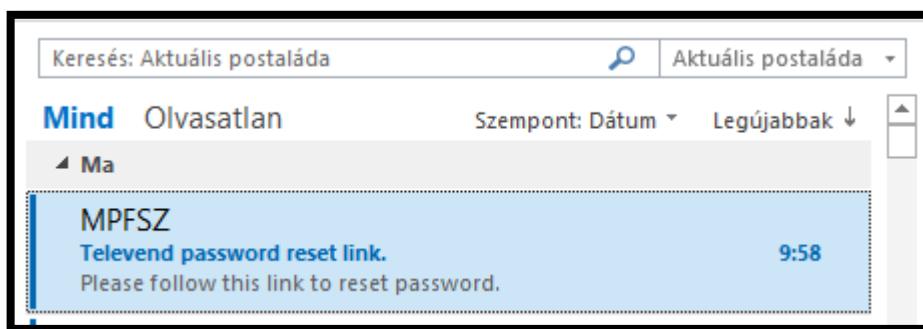 Keresés: Aktuális postaláda Aktuális postaláda
Mind Olvasatlan Szempont: Dátum Legújabbak
Ma
MPFSZ
Televend password reset link. 9:58
Please follow this link to reset password.